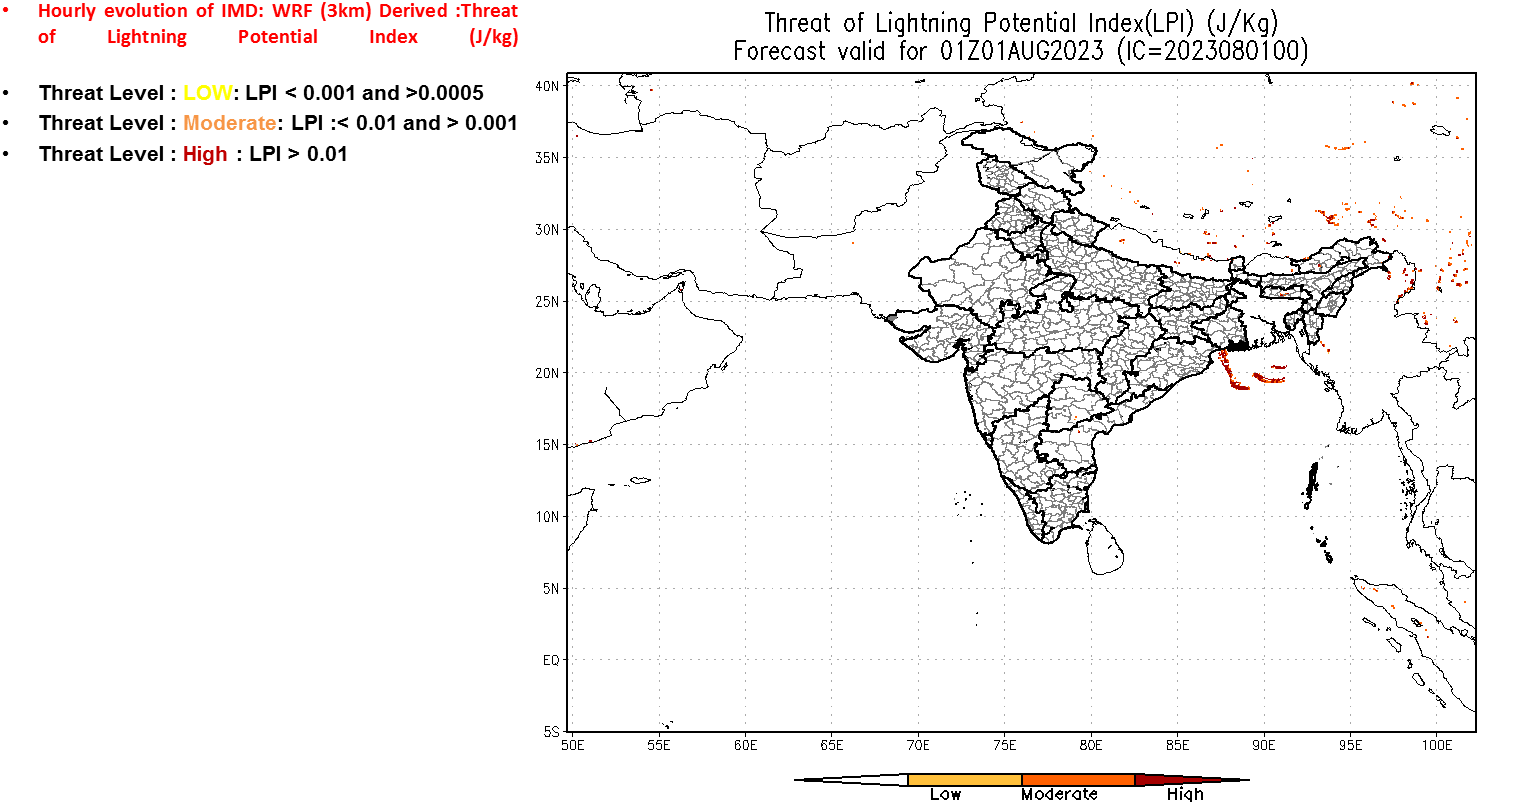 • Hourly evolution of IMD: WRF (3km) Derived :Threat
of Lightning Potential Index (J/kg)
• Threat Level : LOW: LPI < 0.001 and >0.0005
• Threat Level : Moderate: LPI :< 0.01 and > 0.001
• Threat Level : High : LPI > 0.01
Threat of Lightning Potential Index(LPI) (J/Kg)
Forecast valid for 01Z01AUG2023 (IC=2023080100)
40N
35N
30N
25N
20N
15N
10N
5N
EQ
5S
50E 55E 60E 65E 70E 75E 80E 85E 90E 95E 100E
Low Moderate High